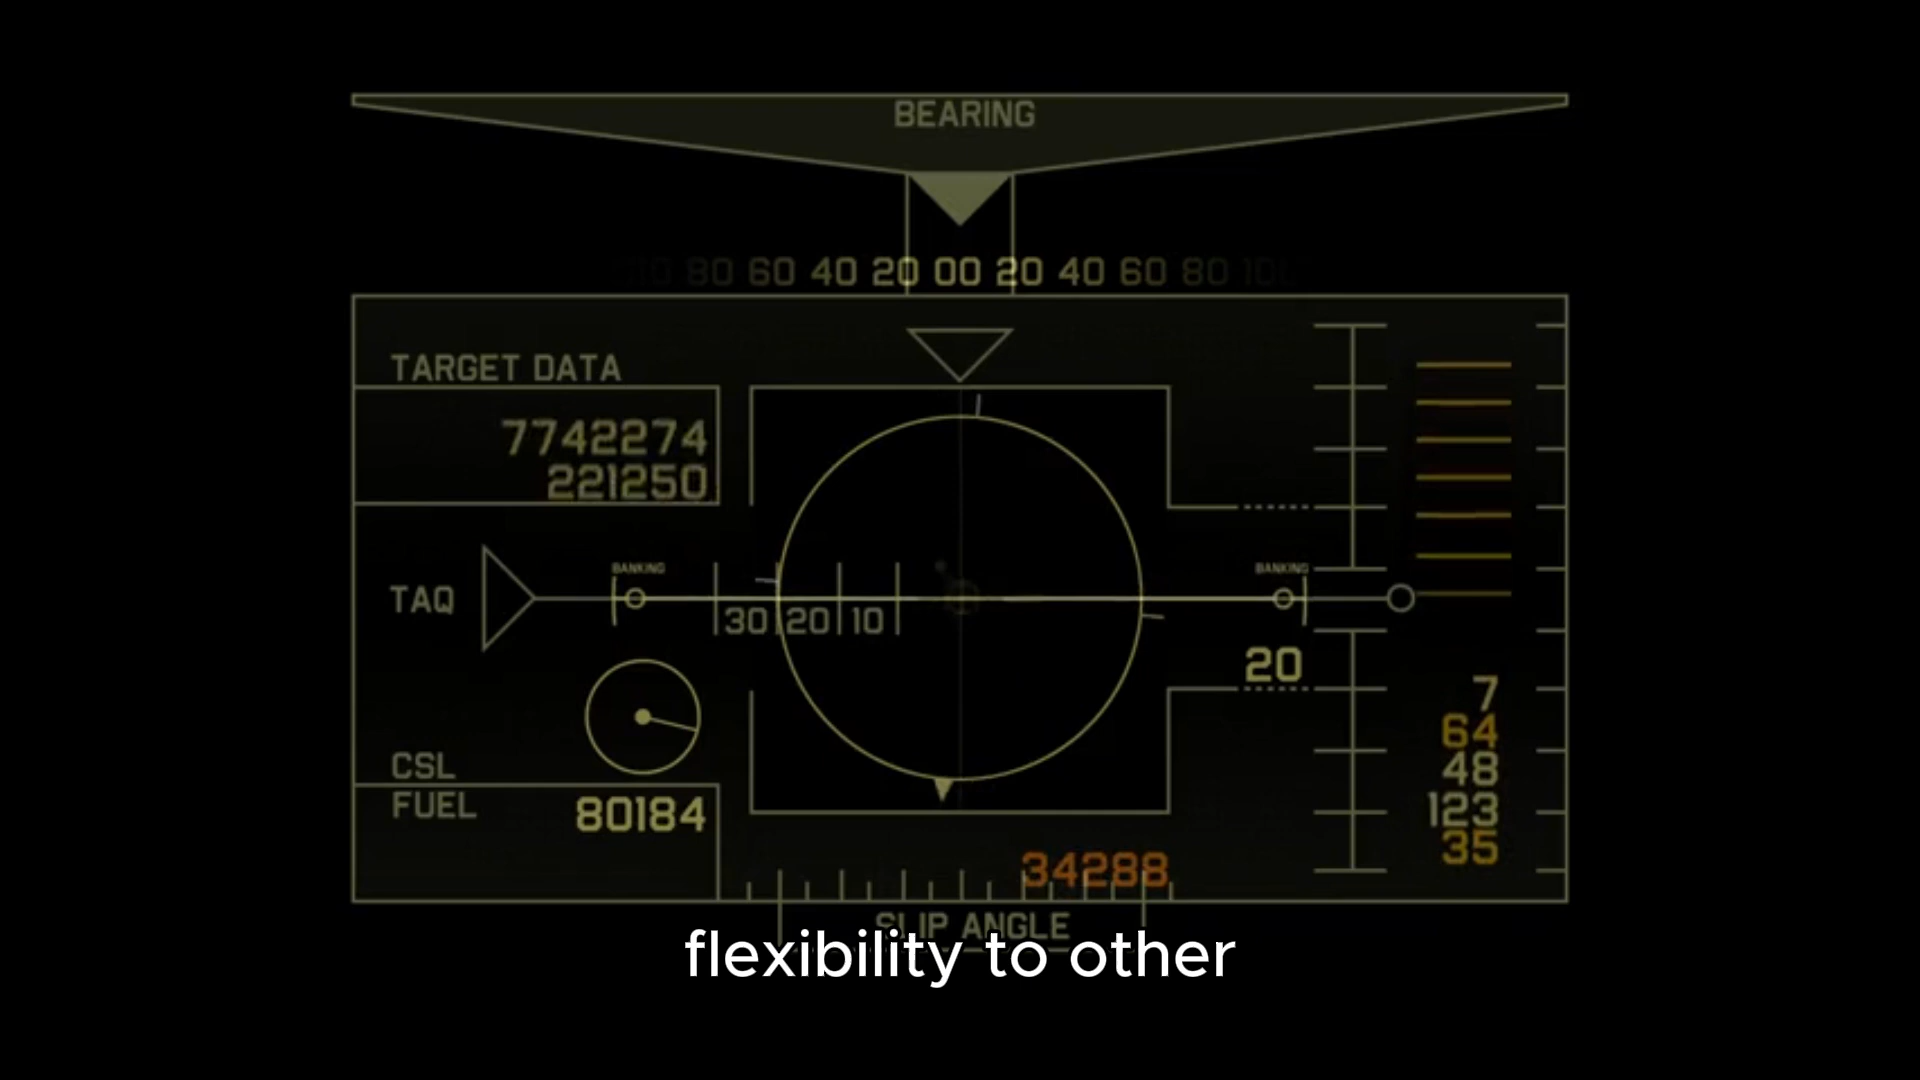 BEARING
80 60 40 20 00 20 40 60 80 100
TARGET DATA
7742274
221250
BANKING
BANKING
TAQ
30 20 10
20
7
64
48
123
35
CSL
FUEL
80184
34288
SLIP ANGLE
flexibility to other